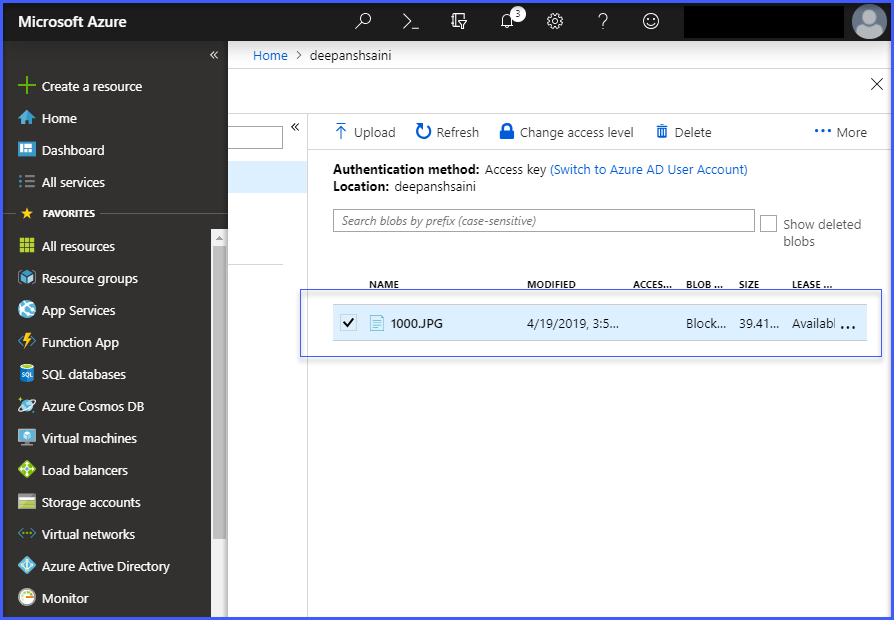 Microsoft Azure
3
«
Home > deepanshsaini
Create a resource
Home
Dashboard
All services
FAVORITES
All resources
Resource groups
App Services
Function App
SQL databases
Azure Cosmos DB
Virtual machines
Load balancers
Storage accounts
Virtual networks
Azure Active Directory
Monitor
«
Upload Refresh Change access level Delete ... More
Authentication method: Access key (Switch to Azure AD User Account)
Location: deepanshsaini
Search blobs by prefix (case-sensitive)
Show deleted
blobs
NAME MODIFIED ACCES... BLOB ... SIZE LEASE ...
1000.JPG 4/19/2019, 3:5... Block... 39.41... Availabl ...